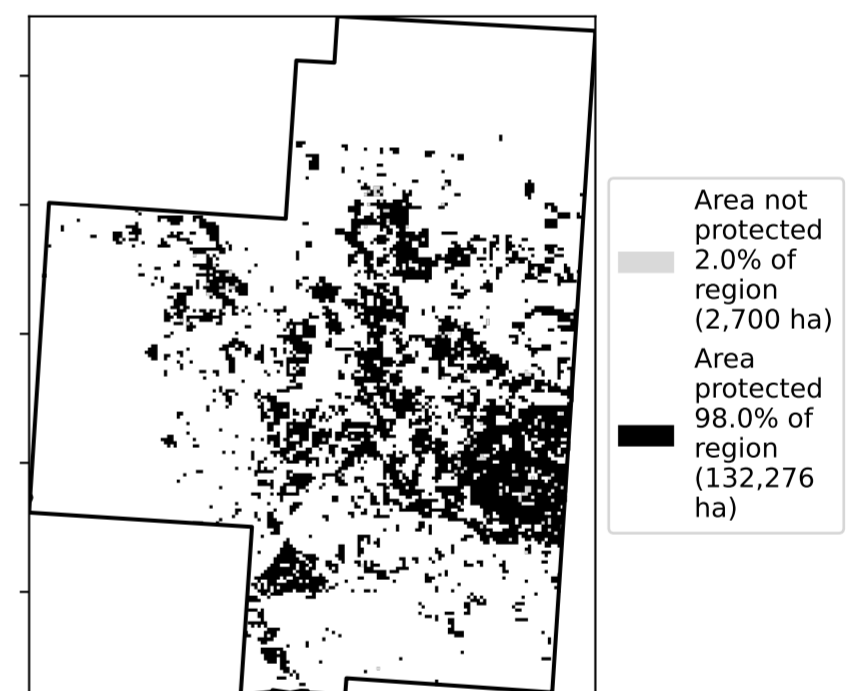 Area not
protected
2.0% of
region
(2,700 ha)
Area
protected
98.0% of
region
(132,276
ha)